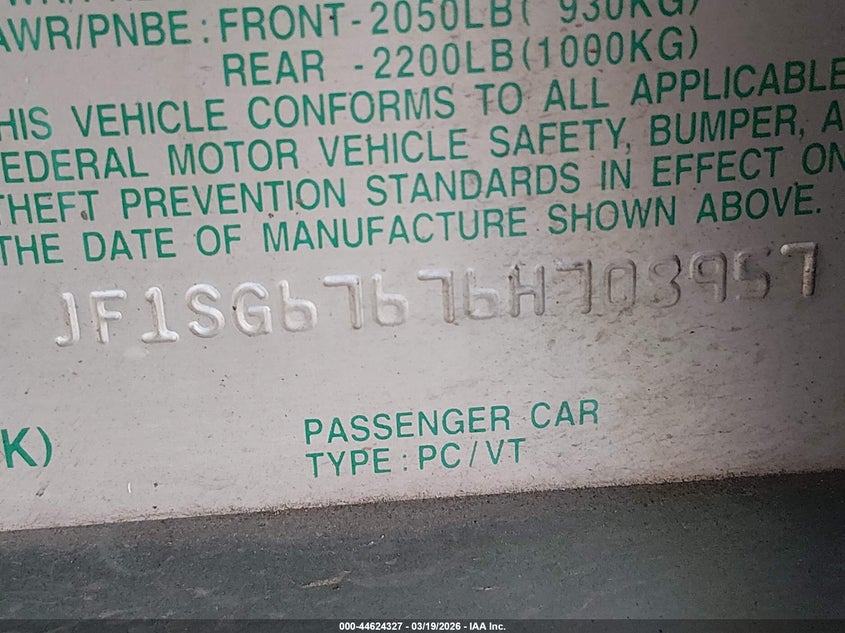 AWR/PNBE : FRONT - 2050LB( 930KG)
REAR - 2200LB(1000KG)
THIS VEHICLE CONFORMS TO ALL APPLICABLE
FEDERAL MOTOR VEHICLE SAFETY, BUMPER, A
THEFT PREVENTION STANDARDS IN EFFECT ON
THE DATE OF MANUFACTURE SHOWN ABOVE.
JF1SG67676H708957
K)
PASSENGER CAR
TYPE : PC/VT
000-44624327 - 03/19/2026 - IAA Inc.